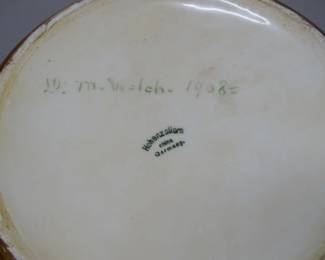 M. Welch. 1908=
Hohenzollern
China
Germany.